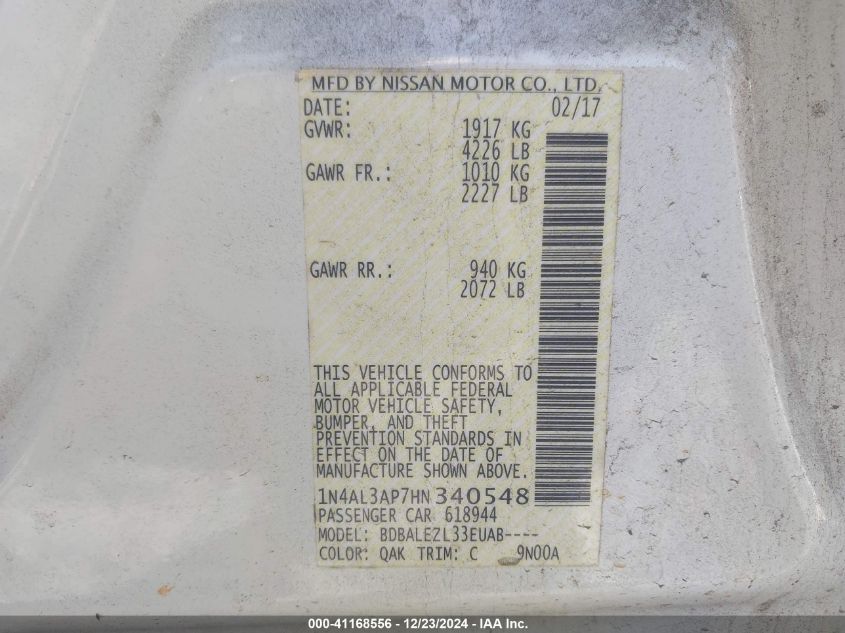 MFD BY NISSAN MOTOR CO., LTD.
DATE: 02/17
GVWR: 1917 KG
4226 LB
GAWR FR.: 1010 KG
2227 LB
GAWR RR.: 940 KG
2072 LB
THIS VEHICLE CONFORMS TO
ALL APPLICABLE FEDERAL
MOTOR VEHICLE SAFETY,
BUMPER, AND THEFT
PREVENTION STANDARDS IN
EFFECT ON THE DATE OF
MANUFACTURE SHOWN ABOVE.
1N4AL3AP7HN340548
PASSENGER CAR 618944
MODEL: BDBALEZL33EUAB----
COLOR: QAK TRIM: C 9N00A
000-41168556 - 12/23/2024 - IAA Inc.